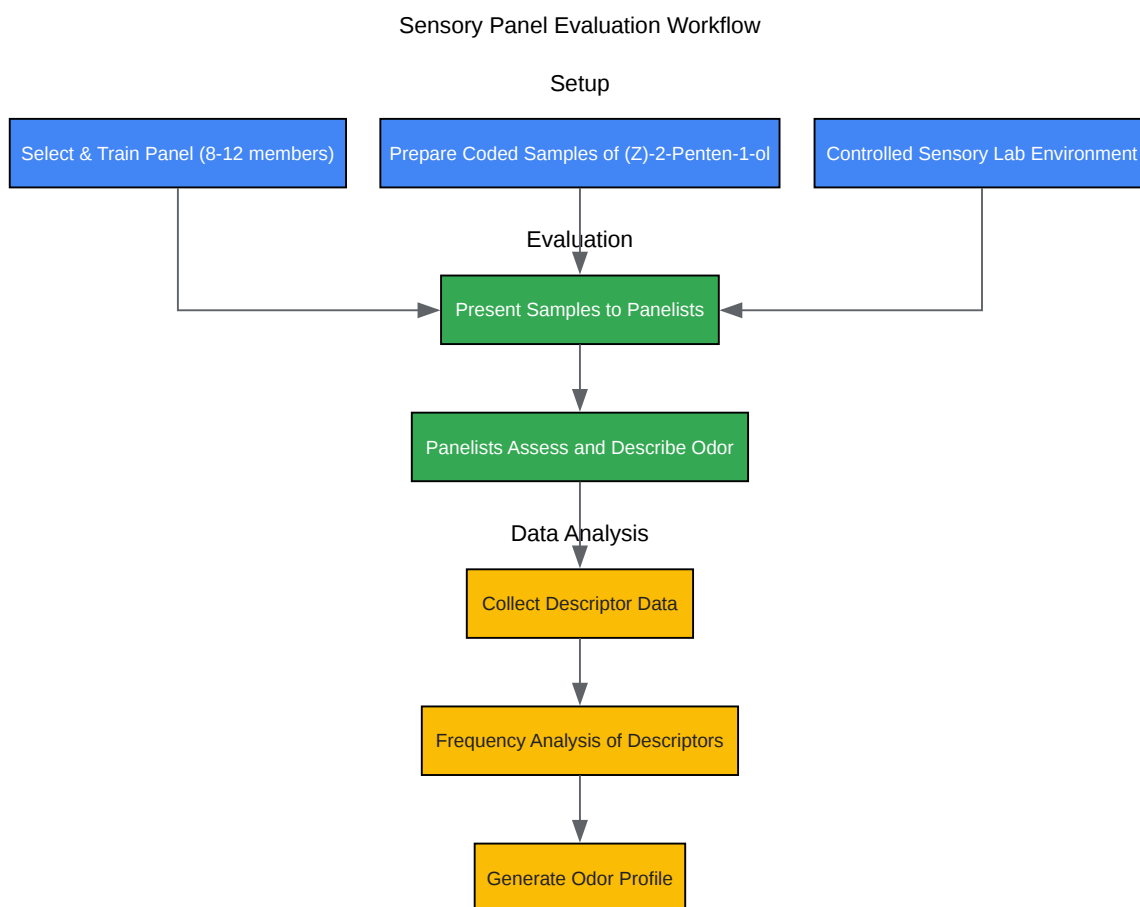 Sensory Panel Evaluation Workflow
Setup
Select & Train Panel (8-12 members)
Prepare Coded Samples of (Z)-2-Penten-1-ol
Controlled Sensory Lab Environment
Evaluation
Present Samples to Panelists
Panelists Assess and Describe Odor
Data Analysis
Collect Descriptor Data
Frequency Analysis of Descriptors
Generate Odor Profile